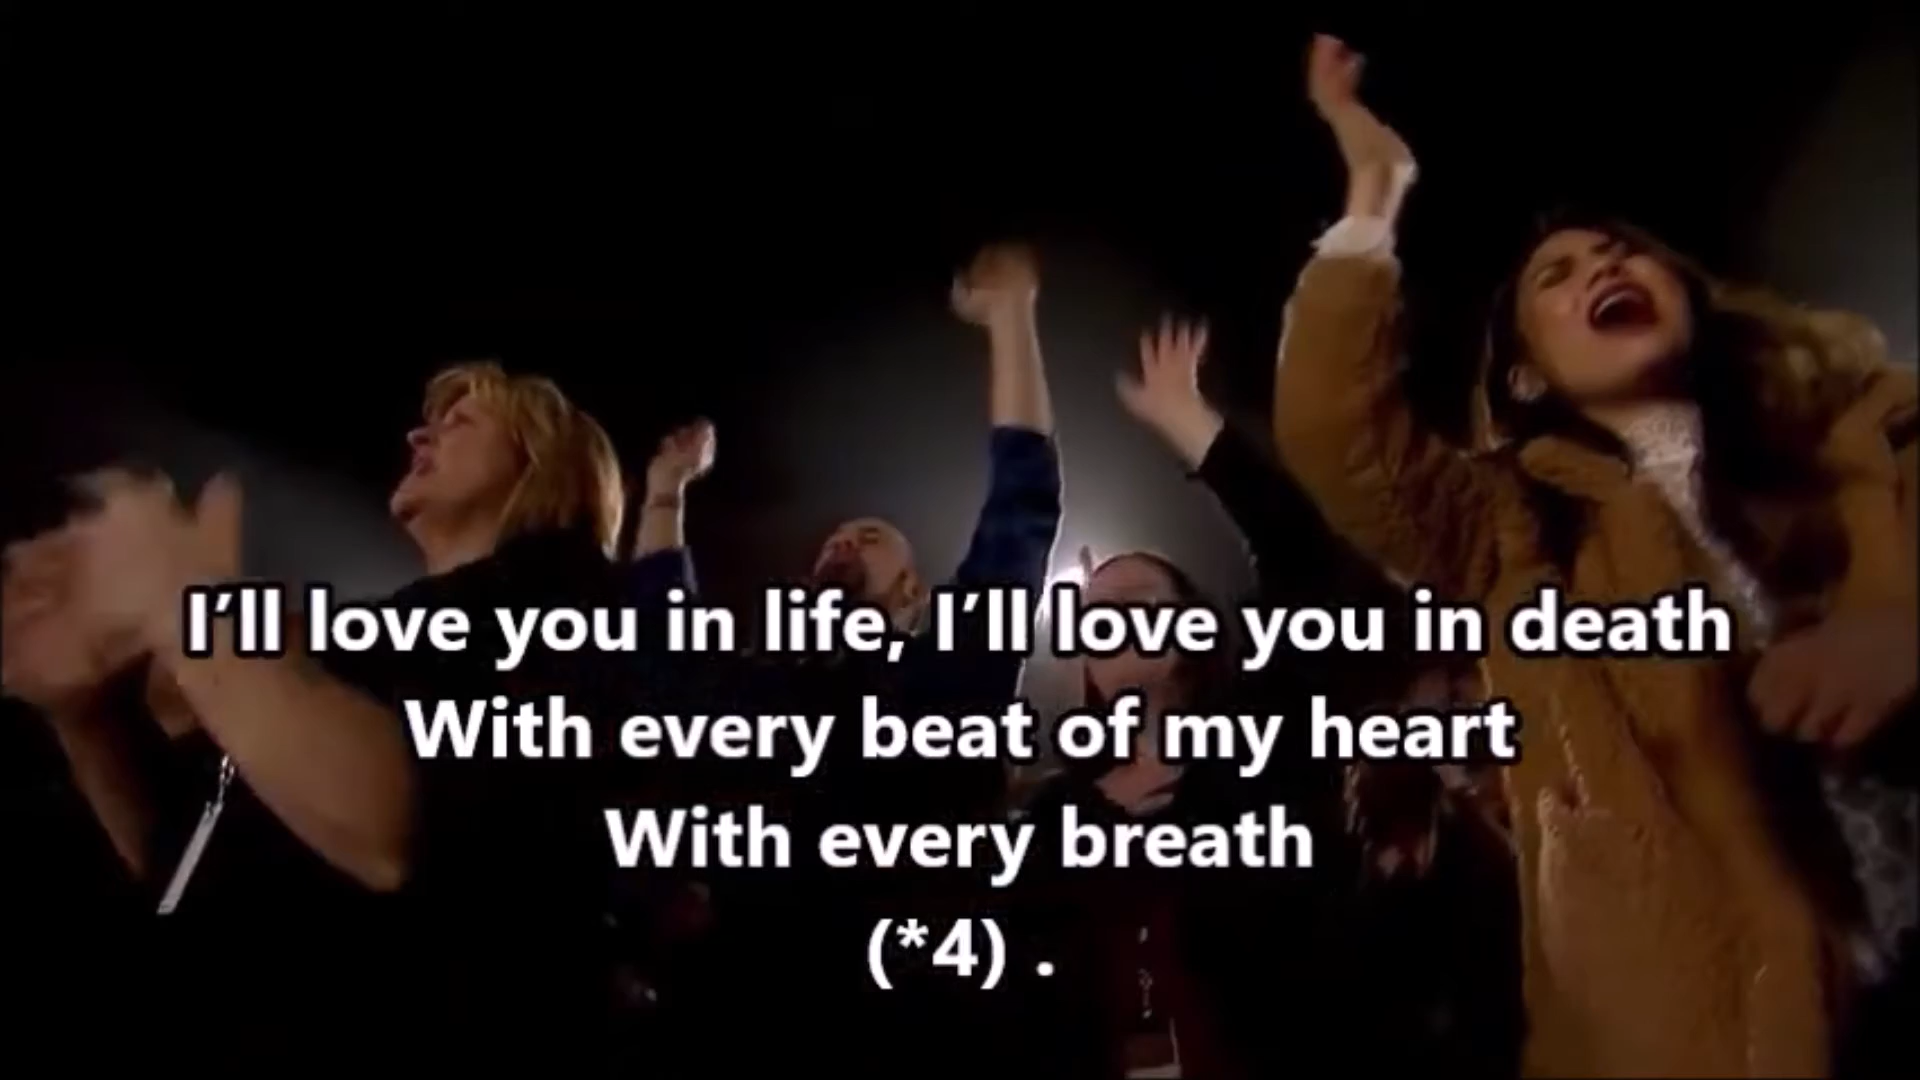 I’ll love you in life, I’ll love you in death
With every beat of my heart
With every breath
(*4) .